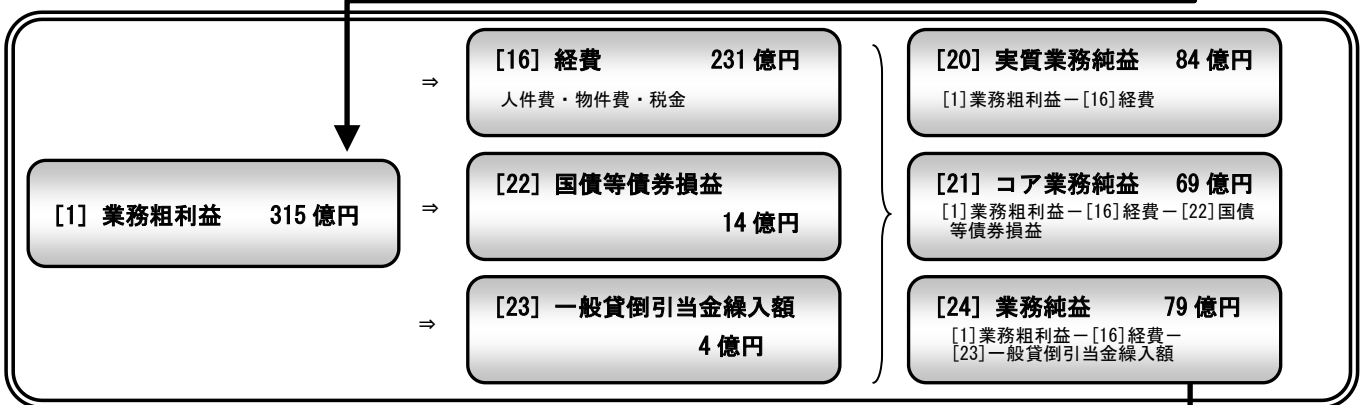 [1] 業務粗利益 315 億円
⇒
[16] 経費 231 億円
人件費・物件費・税金
⇒
[22] 国債等債券損益
14 億円
⇒
[23] 一般貸倒引当金繰入額
4 億円
[20] 実質業務純益 84 億円
[1]業務粗利益－[16]経費
[21] コア業務純益 69 億円
[1]業務粗利益－[16]経費－[22]国債
等債券損益
[24] 業務純益 79 億円
[1]業務粗利益－[16]経費－
[23]一般貸倒引当金繰入額